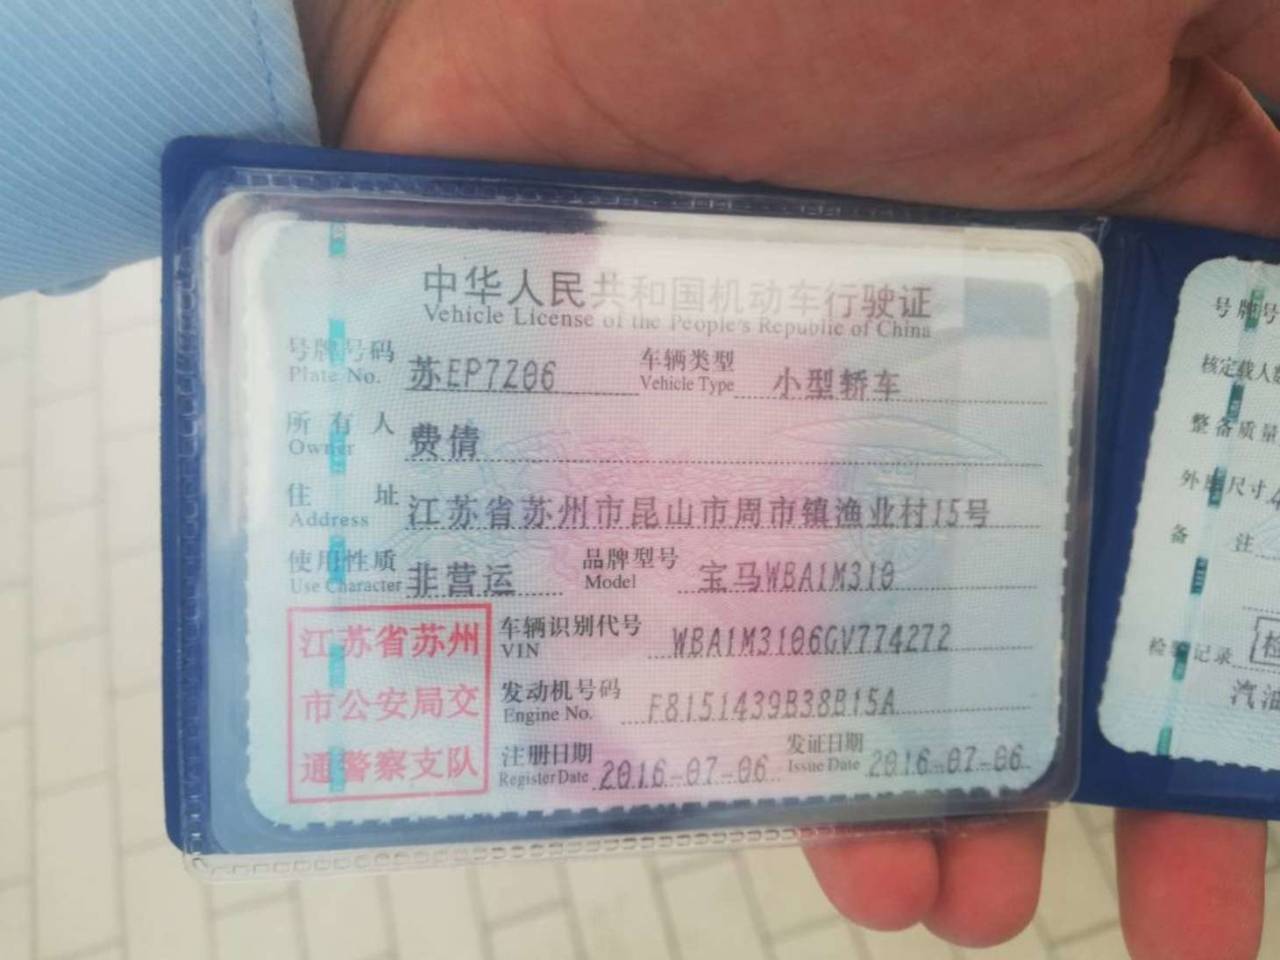 中华人民共和国机动车行驶证
Vehicle License of the People's Republic of China
号牌号码 苏EP7Z06 车辆类型 小型轿车
Plate No. Vehicle Type
所有人 费倩
Owner
住址 江苏省苏州市昆山市周市镇渔业村15号
Address
使用性质 非营运 品牌型号 宝马WBA1M310
Use Character Model
江苏省苏州
市公安局交
通警察支队
车辆识别代号 WBA1M3106GV774272
VIN
发动机号码 F8151439B38B15A
Engine No.
注册日期 2016-07-06 发证日期 2016-07-06
Register Date Issue Date
号牌号
核定载人数
整备质量
外廓尺寸
备注
检验记录 检
汽油